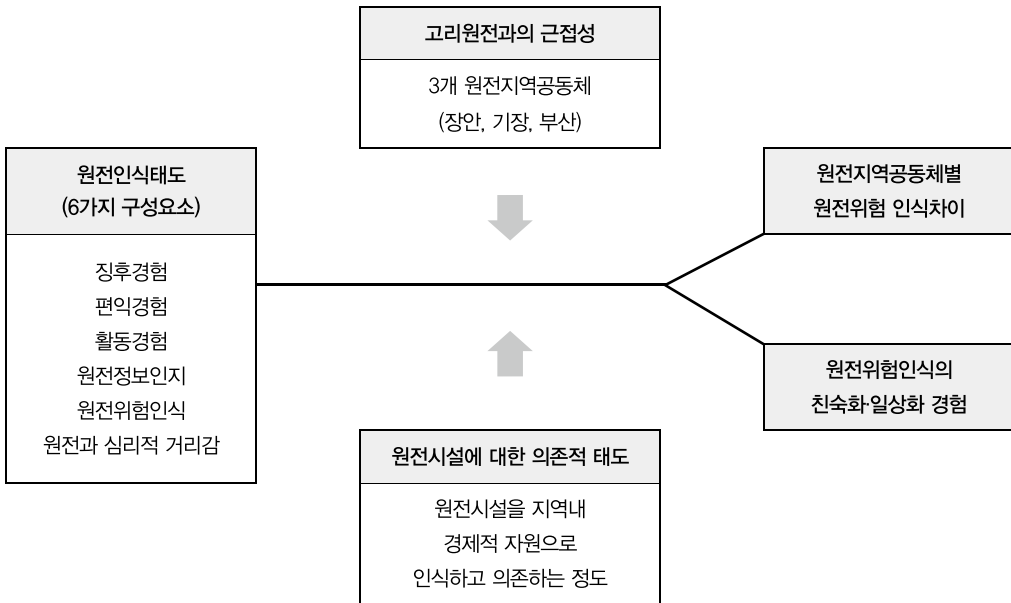 고리원전과의 근접성
3개 원전지역공동체
(장안, 기장, 부산)
원전인식태도
(6가지 구성요소)
징후경험
편익경험
활동경험
원전정보인지
원전위험인식
원전과 심리적 거리감
원전지역공동체별
원전위험 인식차이
원전위험인식의
친숙화·일상화 경험
원전시설에 대한 의존적 태도
원전시설을 지역내
경제적 자원으로
인식하고 의존하는 정도